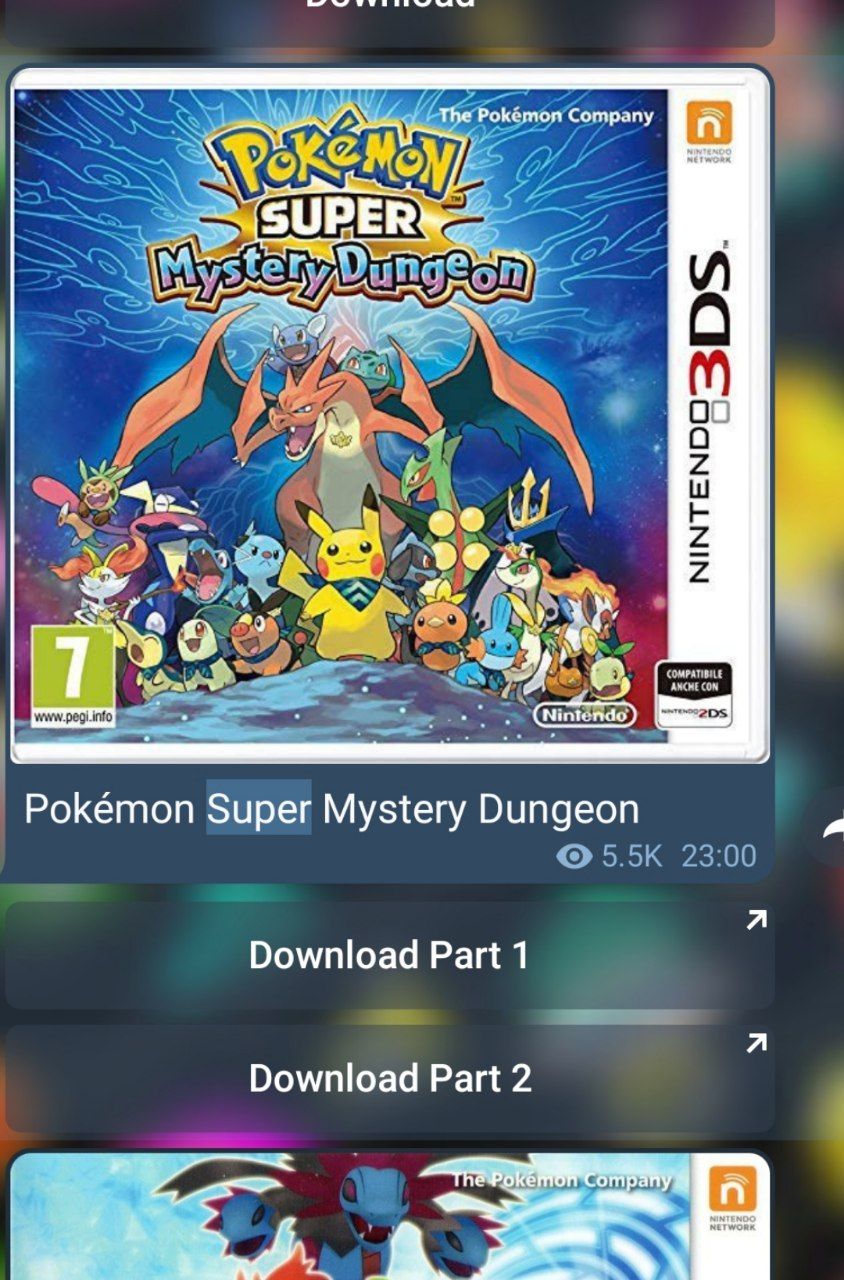 Download
The Pokémon Company
POKéMON
SUPER
Mystery Dungeon
NINTENDO
NETWORK
NINTENDO 3DS
7
www.pegi.info
Nintendo
COMPATIBILE
ANCHE CON
NINTENDO 2DS
Pokémon Super Mystery Dungeon
5.5K 23:00
Download Part 1
Download Part 2
The Pokémon Company
NINTENDO
NETWORK